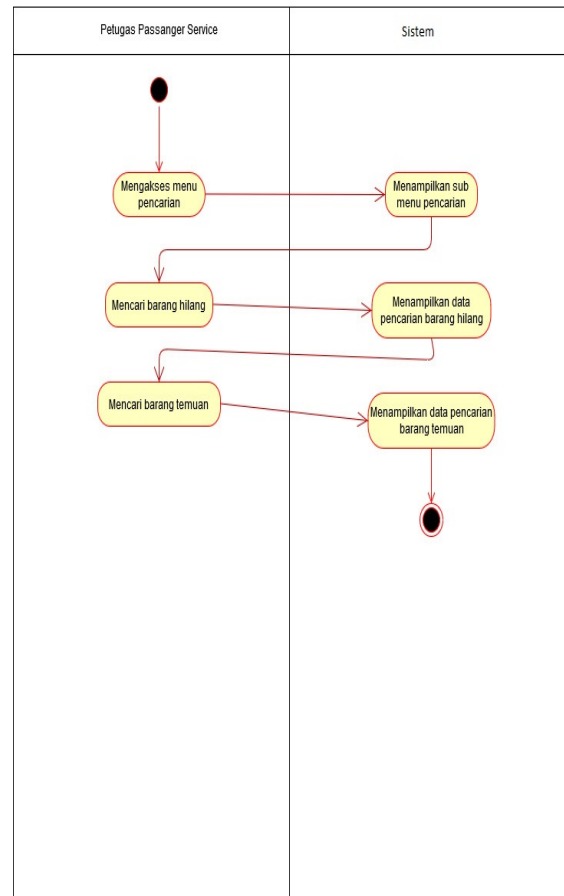 Petugas Passanger Service
Sistem
Mengakses menu
pencarian
Menampilkan sub
menu pencarian
Mencari barang hilang
Menampilkan data
pencarian barang hilang
Mencari barang temuan
Menampilkan data pencarian
barang temuan